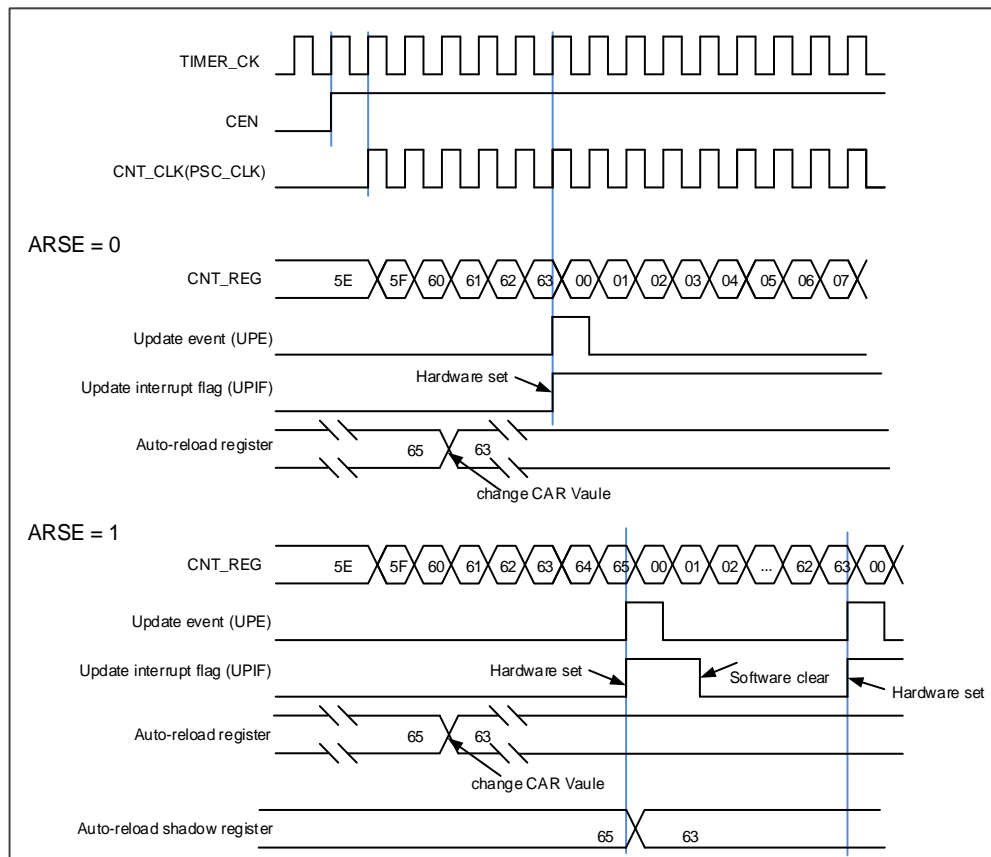 TIMER_CK
CEN
CNT_CLK(PSC_CLK)
ARSE = 0
CNT_REG 5E 5F 60 61 62 63 00 01 02 03 04 05 06 07
Update event (UPE)
Hardware set
Update interrupt flag (UPIF)
Auto-reload register 65 63
change CAR Vaule
ARSE = 1
CNT_REG 5E 5F 60 61 62 63 64 65 00 01 02 ... 62 63 00
Update event (UPE)
Update interrupt flag (UPIF) Hardware set Software clear Hardware set
Auto-reload register 65 63
change CAR Vaule
Auto-reload shadow register 65 63